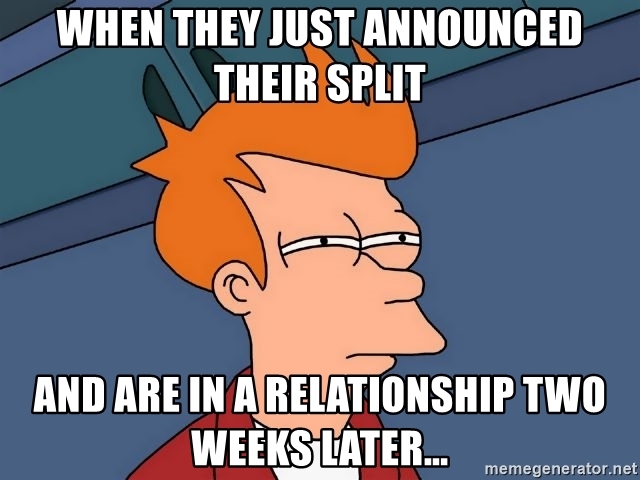 WHEN THEY JUST ANNOUNCED
THEIR SPLIT
AND ARE IN A RELATIONSHIP TWO
WEEKS LATER...
memegenerator.net